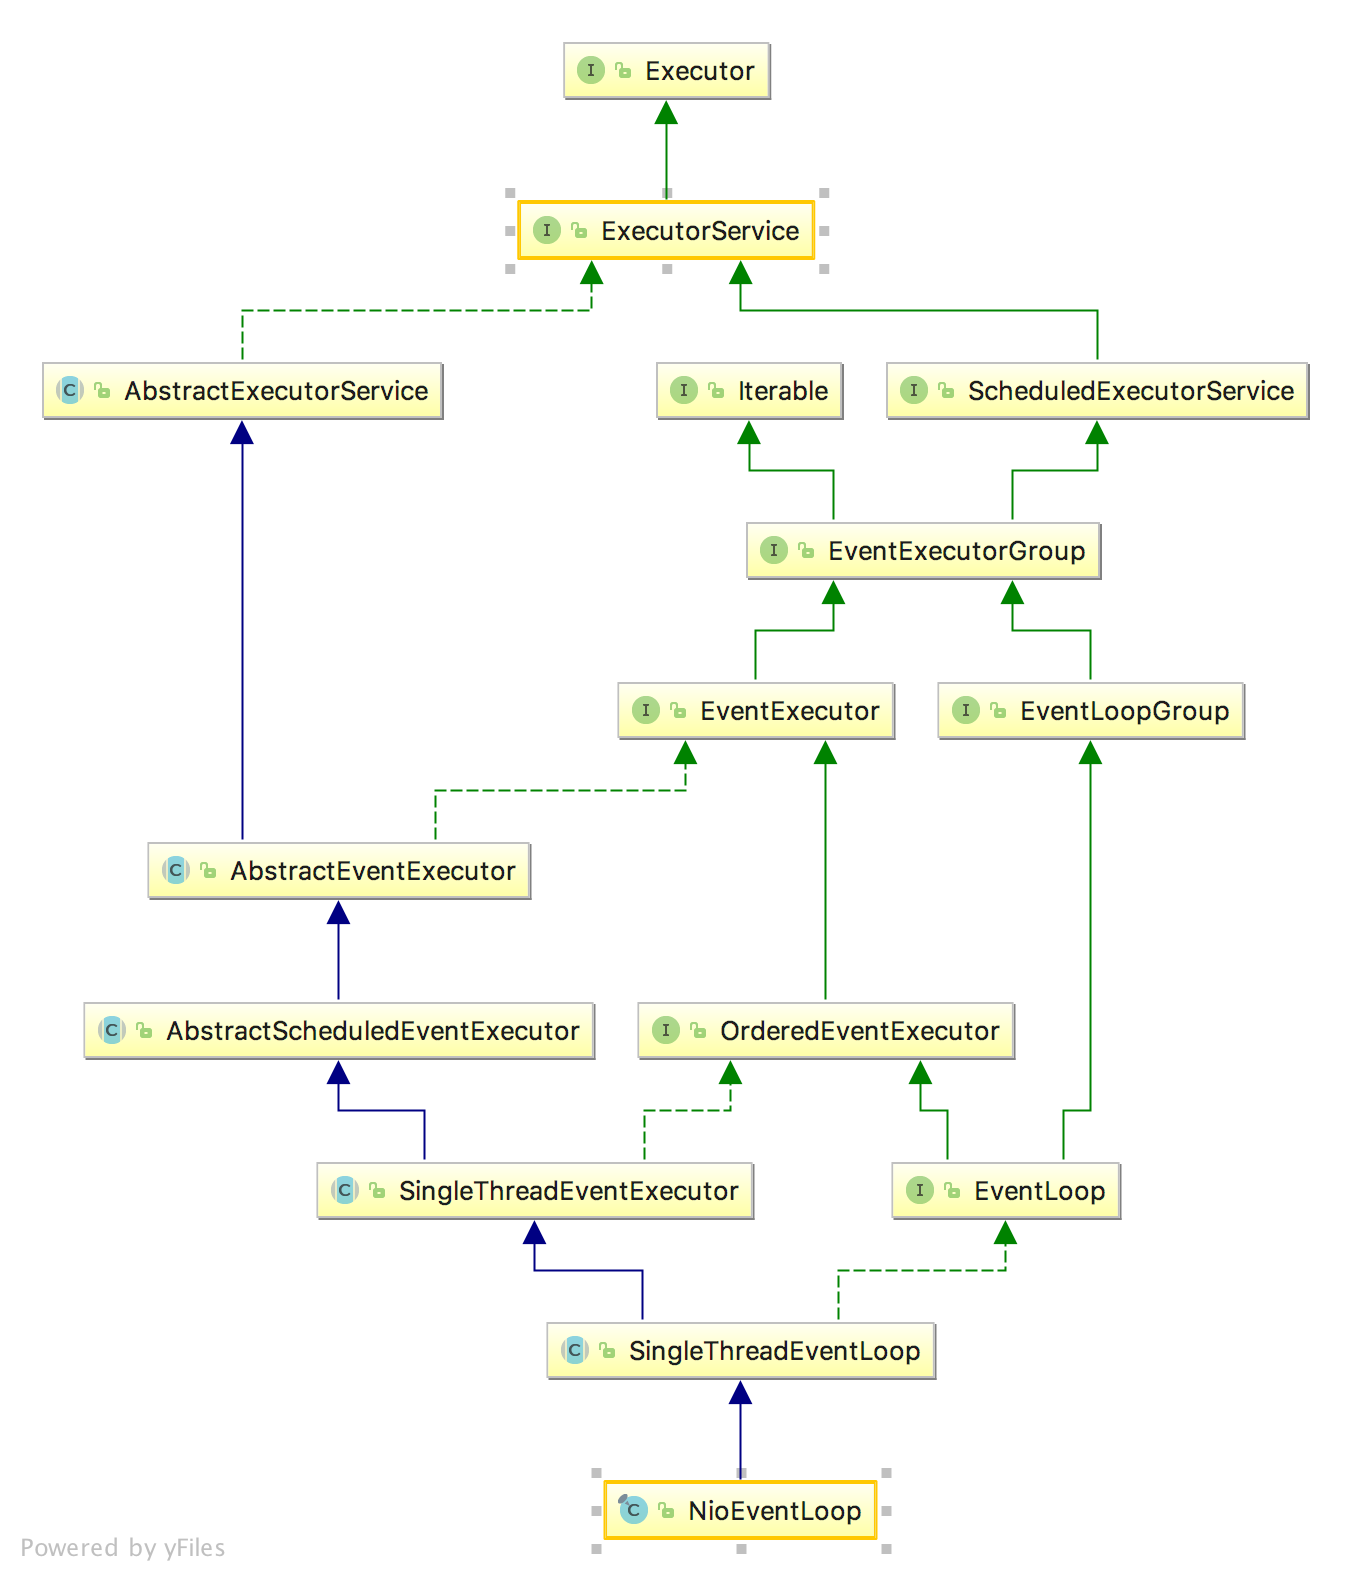 I Executor
I ExecutorService
C AbstractExecutorService
I Iterable
I ScheduledExecutorService
I EventExecutorGroup
I EventExecutor
I EventLoopGroup
C AbstractEventExecutor
C AbstractScheduledEventExecutor
I OrderedEventExecutor
C SingleThreadEventExecutor
I EventLoop
C SingleThreadEventLoop
C NioEventLoop
Powered by yFiles